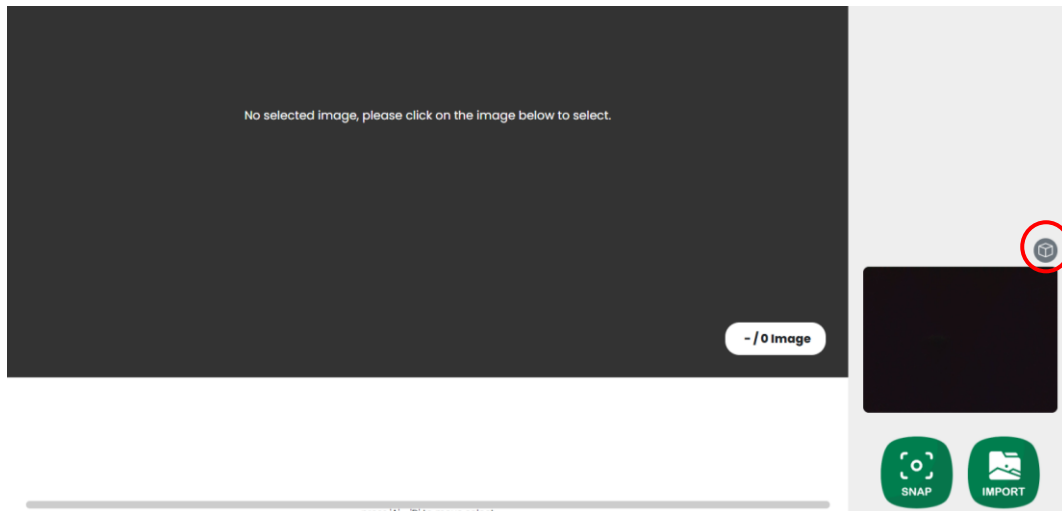 No selected image, please click on the image below to select.
- / 0 Image
SNAP
IMPORT